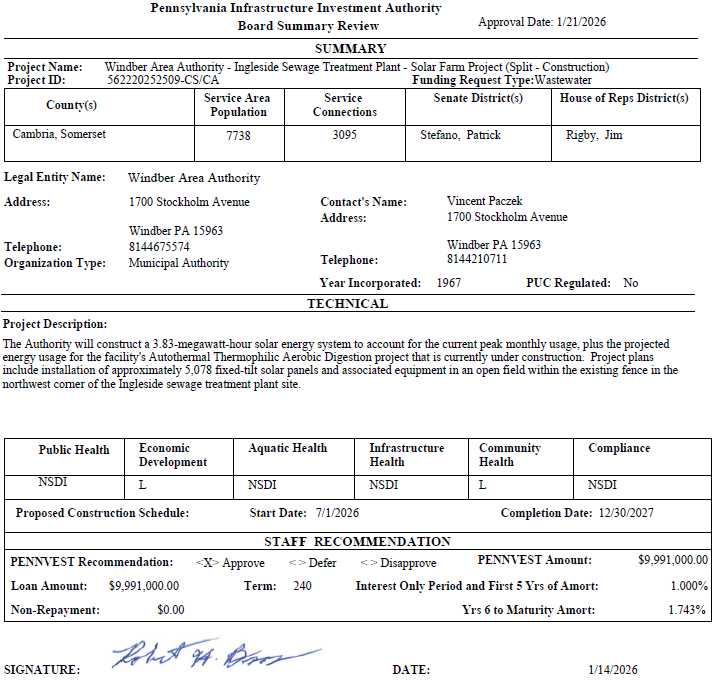 Pennsylvania Infrastructure Investment Authority
Board Summary Review
Approval Date: 1/21/2026
SUMMARY
Project Name: Windber Area Authority - Ingleside Sewage Treatment Plant - Solar Farm Project (Split - Construction)
Project ID: 562220252509-CS/CA Funding Request Type:Wastewater
County(s) Service Area Population Service Connections Senate District(s) House of Reps District(s)
Cambria, Somerset 7738 3095 Stefano, Patrick Rigby, Jim
Legal Entity Name: Windber Area Authority
Address: 1700 Stockholm Avenue
Windber PA 15963
Telephone: 8144675574
Organization Type: Municipal Authority
Contact's Name: Vincent Paczek
Address: 1700 Stockholm Avenue
Windber PA 15963
Telephone: 8144210711
Year Incorporated: 1967 PUC Regulated: No
TECHNICAL
Project Description:
The Authority will construct a 3.83-megawatt-hour solar energy system to account for the current peak monthly usage, plus the projected
energy usage for the facility's Autothermal Thermophilic Aerobic Digestion project that is currently under construction. Project plans
include installation of approximately 5,078 fixed-tilt solar panels and associated equipment in an open field within the existing fence in the
northwest corner of the Ingleside sewage treatment plant site.
Public Health Economic Development Aquatic Health Infrastructure Health Community Health Compliance
NSDI L NSDI NSDI L NSDI
Proposed Construction Schedule: Start Date: 7/1/2026 Completion Date: 12/30/2027
STAFF RECOMMENDATION
PENNVEST Recommendation: <X> Approve < > Defer < > Disapprove PENNVEST Amount: $9,991,000.00
Loan Amount: $9,991,000.00 Term: 240 Interest Only Period and First 5 Yrs of Amort: 1.000%
Non-Repayment: $0.00 Yrs 6 to Maturity Amort: 1.743%
SIGNATURE: DATE: 1/14/2026